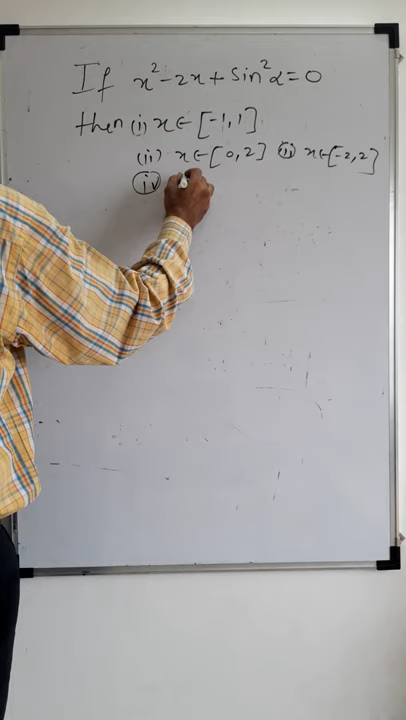 If x²-2x+sin²α=0
then (i) x∈[-1,1]
(ii) x∈[0,2] (iii) x∈[-2,2]
(iv)